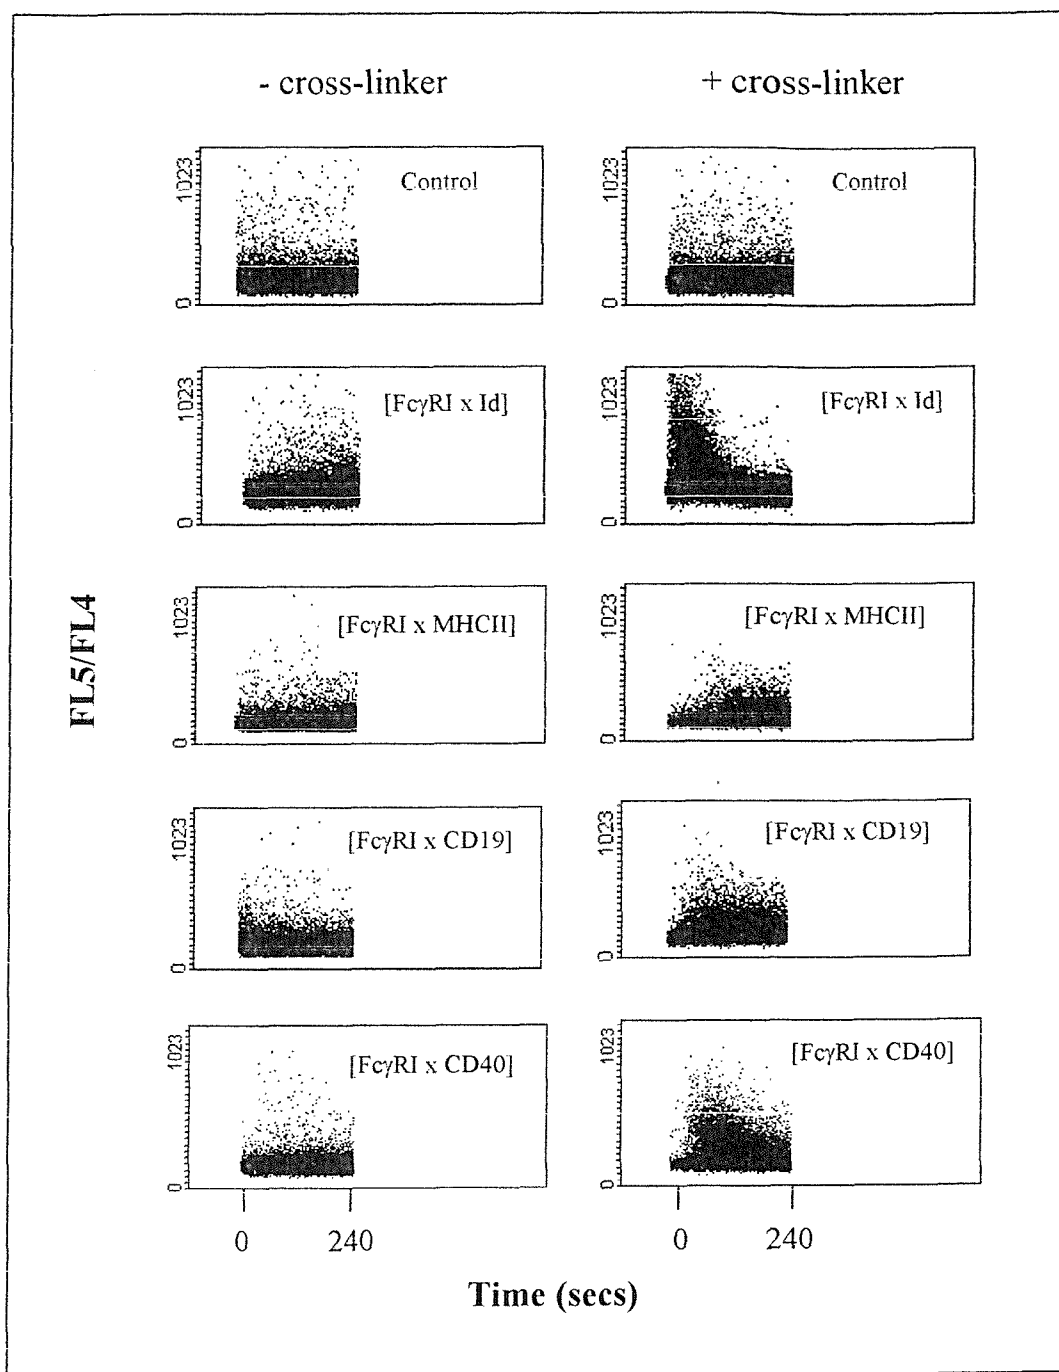 - cross-linker
+ cross-linker
1023
0
Control
1023
0
Control
1023
0
[FcγRI x Id]
1023
0
[FcγRI x Id]
1023
0
[FcγRI x MHCII]
1023
0
[FcγRI x MHCII]
1023
0
[FcγRI x CD19]
1023
0
[FcγRI x CD19]
1023
0
[FcγRI x CD40]
1023
0
[FcγRI x CD40]
FL5/FL4
0
240
0
240
Time (secs)